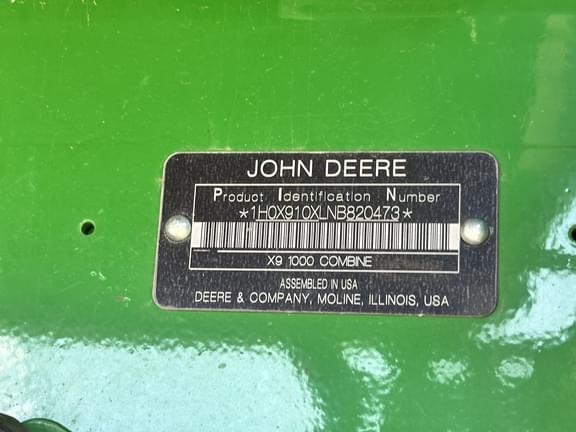 JOHN DEERE
Product Identification Number
*1H0X910XLNB820473*
X9 1000 COMBINE
ASSEMBLED IN USA
DEERE & COMPANY, MOLINE, ILLINOIS, USA